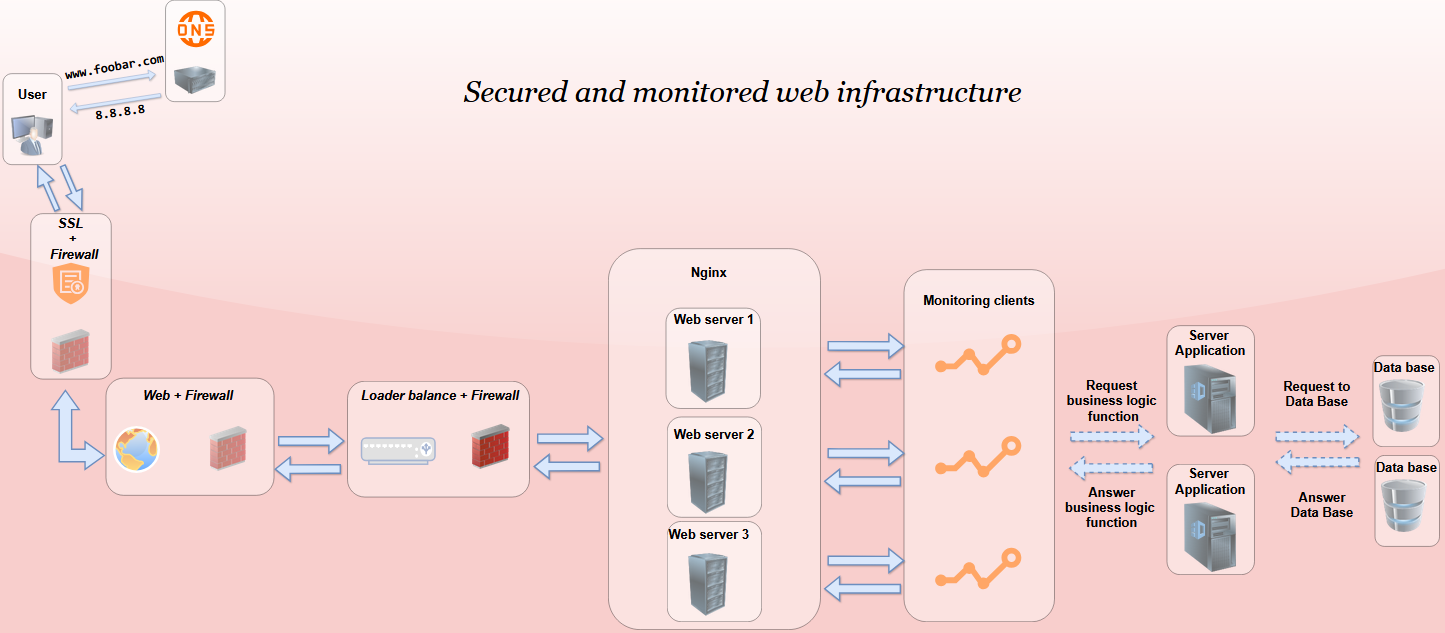 DNS
www.foobar.com
User
8.8.8.8
Secured and monitored web infrastructure
SSL
+
Firewall
Web + Firewall
Loader balance + Firewall
Nginx
Web server 1
Web server 2
Web server 3
Monitoring clients
Request
business logic
function
Answer
business logic
function
Server
Application
Server
Application
Request to
Data Base
Answer
Data Base
Data base
Data base